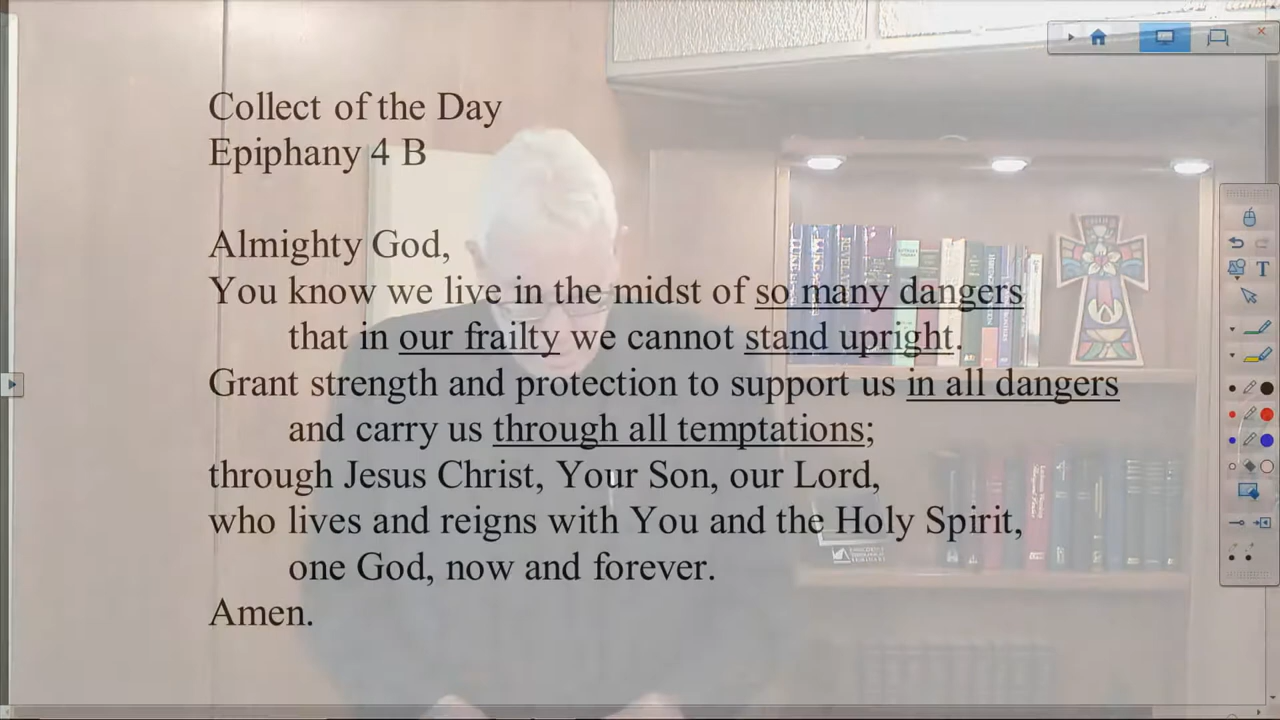 Collect of the Day
Epiphany 4 B
Almighty God,
You know we live in the midst of so many dangers
that in our frailty we cannot stand upright.
Grant strength and protection to support us in all dangers
and carry us through all temptations;
through Jesus Christ, Your Son, our Lord,
who lives and reigns with You and the Holy Spirit,
one God, now and forever.
Amen.